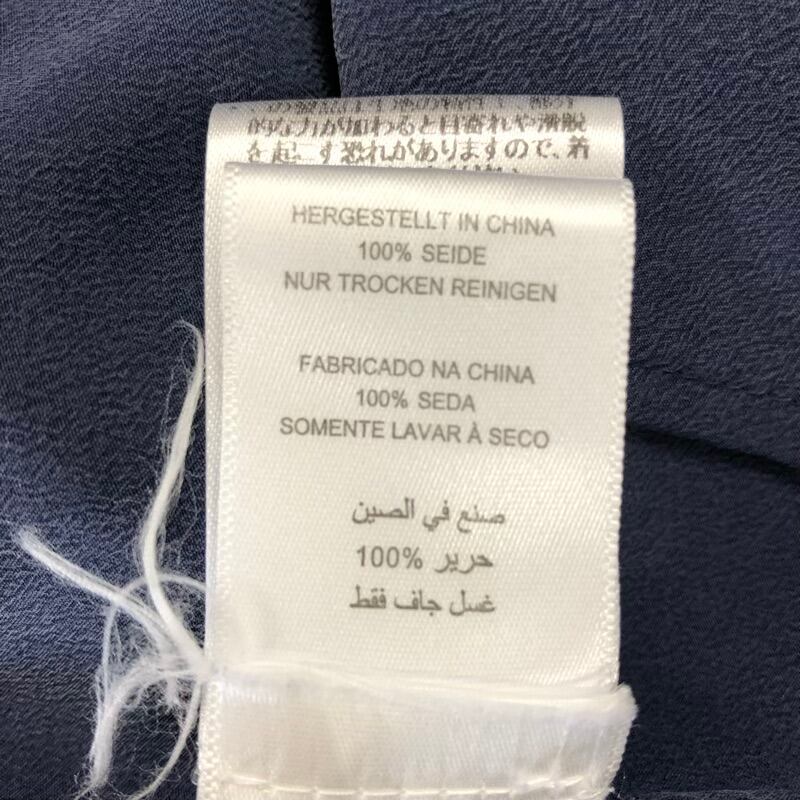 的な力が加わると目寄れや滑脱
を起こす恐れがありますので、着
HERGESTELLT IN CHINA
100% SEIDE
NUR TROCKEN REINIGEN
FABRICADO NA CHINA
100% SEDA
SOMENTE LAVAR À SECO
صنع في الصين
100% حرير
غسل جاف فقط